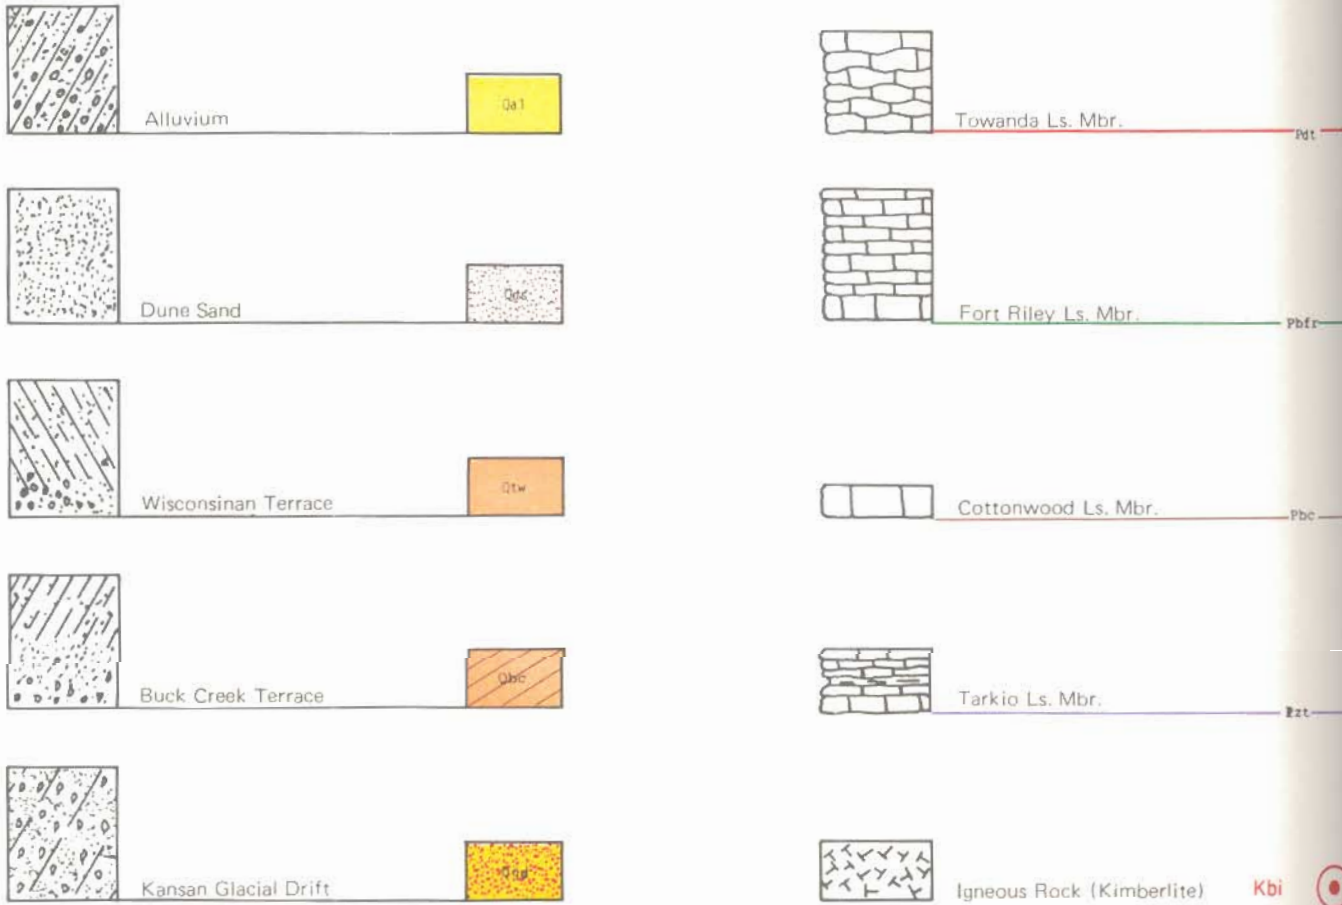 Alluvium
Qal
Dune Sand
Qds
Wisconsinan Terrace
Qtw
Buck Creek Terrace
Qbc
Kansan Glacial Drift
Towanda Ls. Mbr.
Pdt
Fort Riley Ls. Mbr.
Pbfr
Cottonwood Ls. Mbr.
Pbc
Tarkio Ls. Mbr.
Igneous Rock (Kimberlite)
Kbi